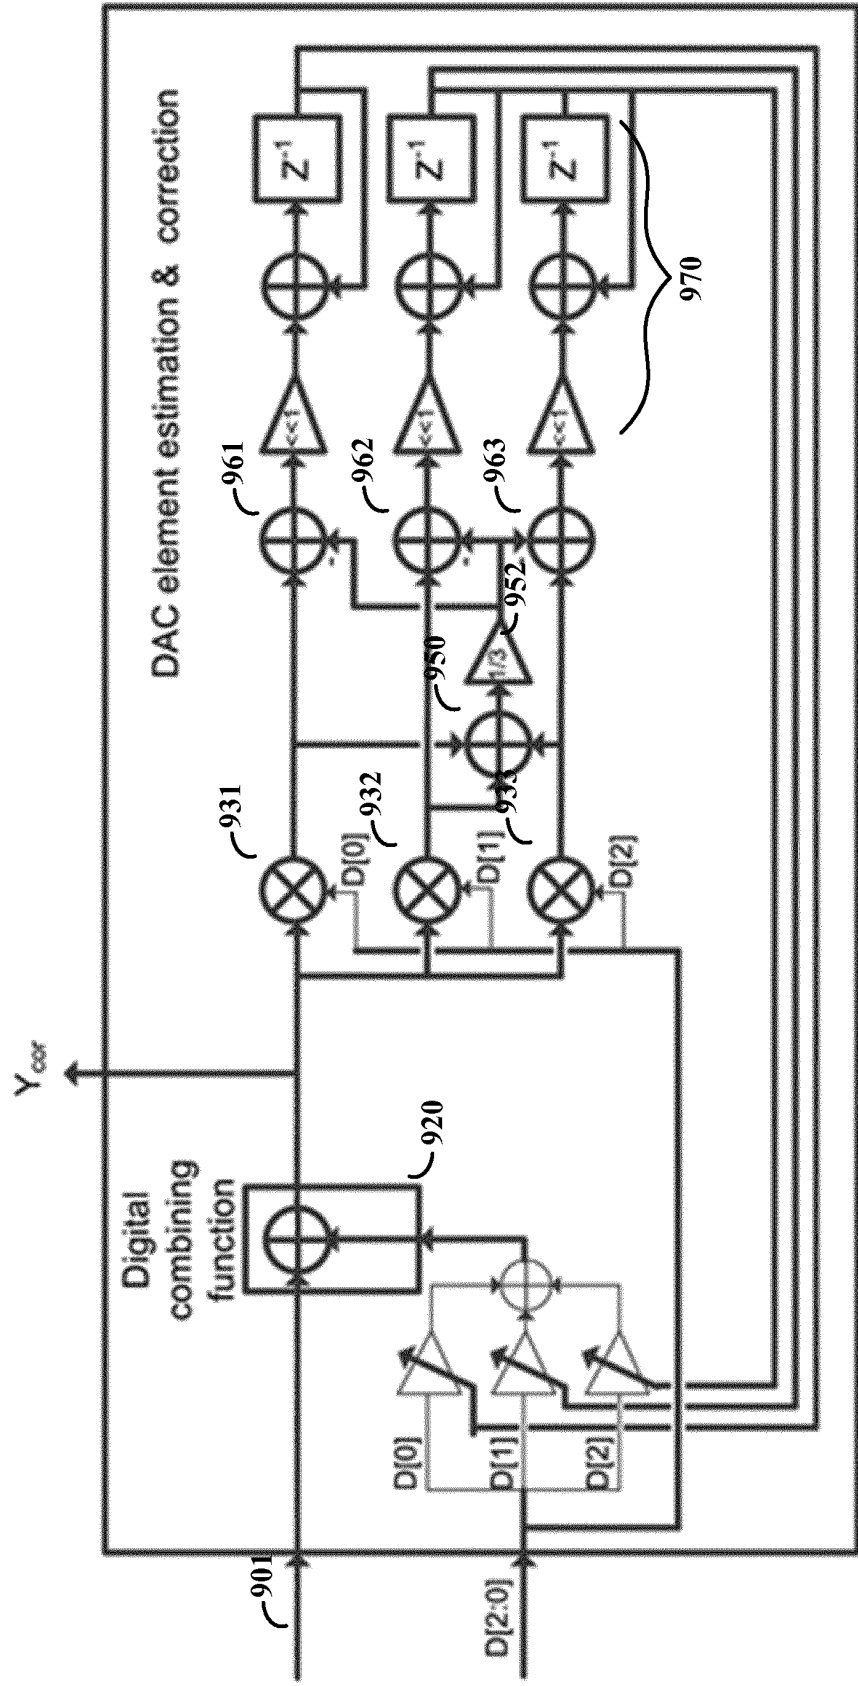 DAC element estimation & correction
Y_cor
Digital
combining
function
920
901
D[2:0]
D[0]
D[1]
D[2]
931
D[0]
932
D[1]
933
D[2]
950
1/3
952
961
962
963
<<1
<<1
<<1
Z⁻¹
Z⁻¹
Z⁻¹
970
-
-
-